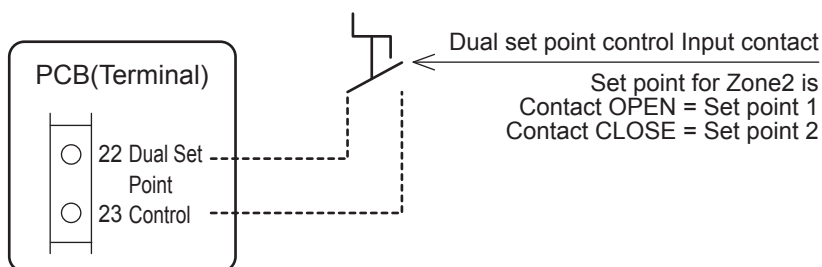 Dual set point control Input contact
PCB(Terminal)
Set point for Zone2 is
Contact OPEN = Set point 1
Contact CLOSE = Set point 2
22 Dual Set
Point
23 Control